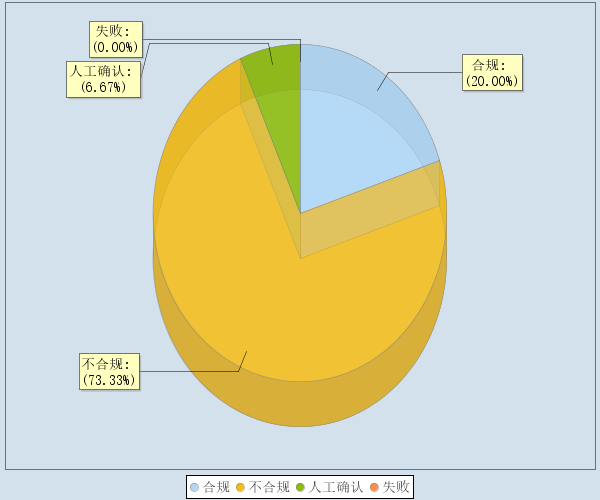 失败:
(0.00%)
人工确认:
(6.67%)
合规:
(20.00%)
不合规:
(73.33%)
合规 不合规 人工确认 失败